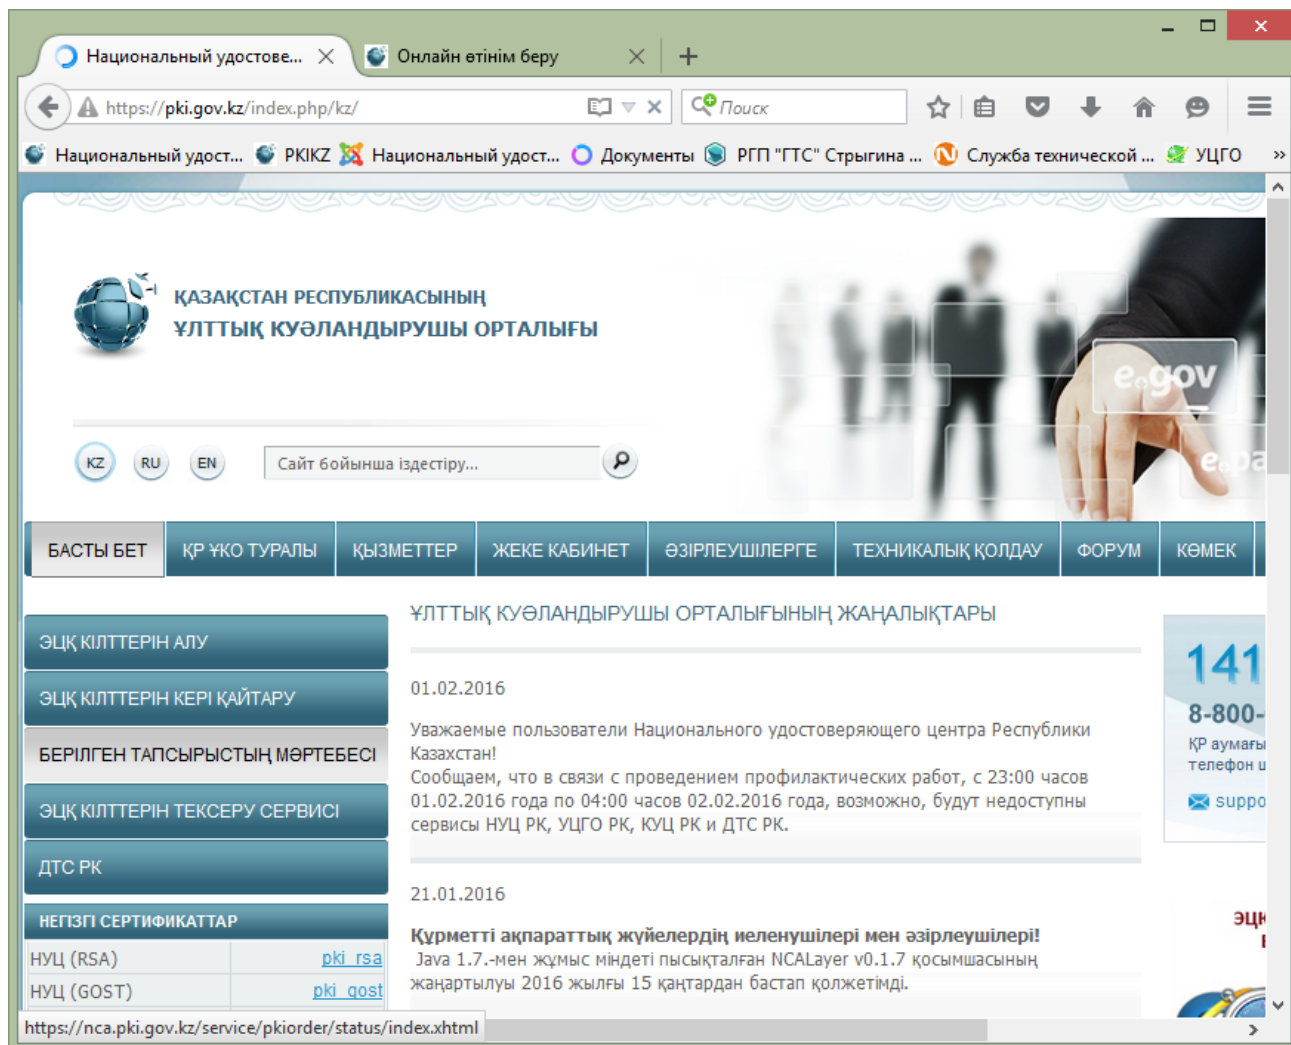 Национальный удостове...
Онлайн өтінім беру
https://pki.gov.kz/index.php/kz/
Поиск
Национальный удост...
PKIKZ
Национальный удост...
Документы
РГП "ГТС" Стрыгина ...
Служба технической ...
УЦГО
ҚАЗАҚСТАН РЕСПУБЛИКАСЫНЫҢ
ҰЛТТЫҚ КУӘЛАНДЫРУШЫ ОРТАЛЫҒЫ
e.gov
e.pa
KZ
RU
EN
Сайт бойынша іздестіру...
БАСТЫ БЕТ
ҚР ҰКО ТУРАЛЫ
ҚЫЗМЕТТЕР
ЖЕКЕ КАБИНЕТ
ӘЗІРЛЕУШІЛЕРГЕ
ТЕХНИКАЛЫҚ ҚОЛДАУ
ФОРУМ
КӨМЕК
ЭЦҚ КІЛТТЕРІН АЛУ
ЭЦҚ КІЛТТЕРІН КЕРІ ҚАЙТАРУ
БЕРІЛГЕН ТАПСЫРЫСТЫҢ МӘРТЕБЕСІ
ЭЦҚ КІЛТТЕРІН ТЕКСЕРУ СЕРВИСІ
ДТС РК
НЕГІЗГІ СЕРТИФИКАТТАР
НУЦ (RSA) pki_rsa
НУЦ (GOST) pki_gost
ҰЛТТЫҚ КУӘЛАНДЫРУШЫ ОРТАЛЫҒЫНЫҢ ЖАҢАЛЫҚТАРЫ
01.02.2016
Уважаемые пользователи Национального удостоверяющего центра Республики
Казахстан!
Сообщаем, что в связи с проведением профилактических работ, с 23:00 часов
01.02.2016 года по 04:00 часов 02.02.2016 года, возможно, будут недоступны
сервисы НУЦ РК, УЦГО РК, КУЦ РК и ДТС РК.
21.01.2016
Құрметті ақпараттық жүйелердің иеленушілері мен әзірлеушілері!
Java 1.7.-мен жұмыс міндеті пысықталған NCALayer v0.1.7 қосымшасының
жаңартылуы 2016 жылғы 15 қаңтардан бастап қолжетімді.
141
8-800-
ҚР аумағы
телефон ш
suppo
ЭЦК
https://nca.pki.gov.kz/service/pkiorder/status/index.xhtml